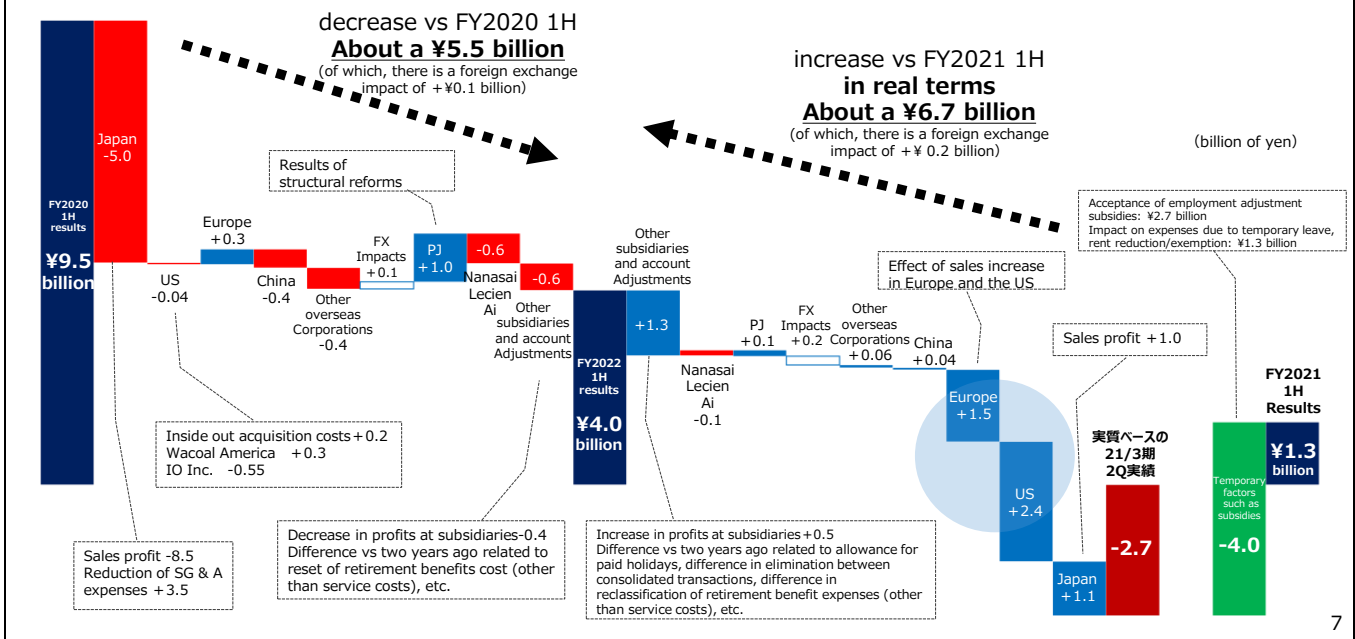 decrease vs FY2020 1H
About a ¥5.5 billion
(of which, there is a foreign exchange
impact of +¥0.1 billion)
increase vs FY2021 1H
in real terms
About a ¥6.7 billion
(of which, there is a foreign exchange
impact of +¥ 0.2 billion)
(billion of yen)
FY2020
1H
results
¥9.5
billion
Japan
-5.0
US
-0.04
Europe
+0.3
China
-0.4
Other
overseas
Corporations
-0.4
FX
Impacts
+0.1
Results of
structural reforms
PJ
+1.0
-0.6
Nanasai
Lecien
Ai
-0.6
Other
subsidiaries
and account
Adjustments
FY2022
1H
results
¥4.0
billion
Other
subsidiaries
and account
Adjustments
+1.3
Nanasai
Lecien
Ai
-0.1
PJ
+0.1
FX
Impacts
+0.2
Other
overseas
Corporations
+0.06
China
+0.04
Effect of sales increase
in Europe and the US
Europe
+1.5
US
+2.4
Japan
+1.1
Sales profit +1.0
実質ベースの
21/3期
2Q実績
-2.7
Acceptance of employment adjustment
subsidies: ¥2.7 billion
Impact on expenses due to temporary leave,
rent reduction/exemption: ¥1.3 billion
Temporary
factors
such as
subsidies
-4.0
FY2021
1H
Results
¥1.3
billion
Inside out acquisition costs+0.2
Wacoal America +0.3
IO Inc. -0.55
Sales profit -8.5
Reduction of SG & A
expenses +3.5
Decrease in profits at subsidiaries-0.4
Difference vs two years ago related to
reset of retirement benefits cost (other
than service costs), etc.
Increase in profits at subsidiaries+0.5
Difference vs two years ago related to allowance for
paid holidays, difference in elimination between
consolidated transactions, difference in
reclassification of retirement benefit expenses (other
than service costs), etc.
7